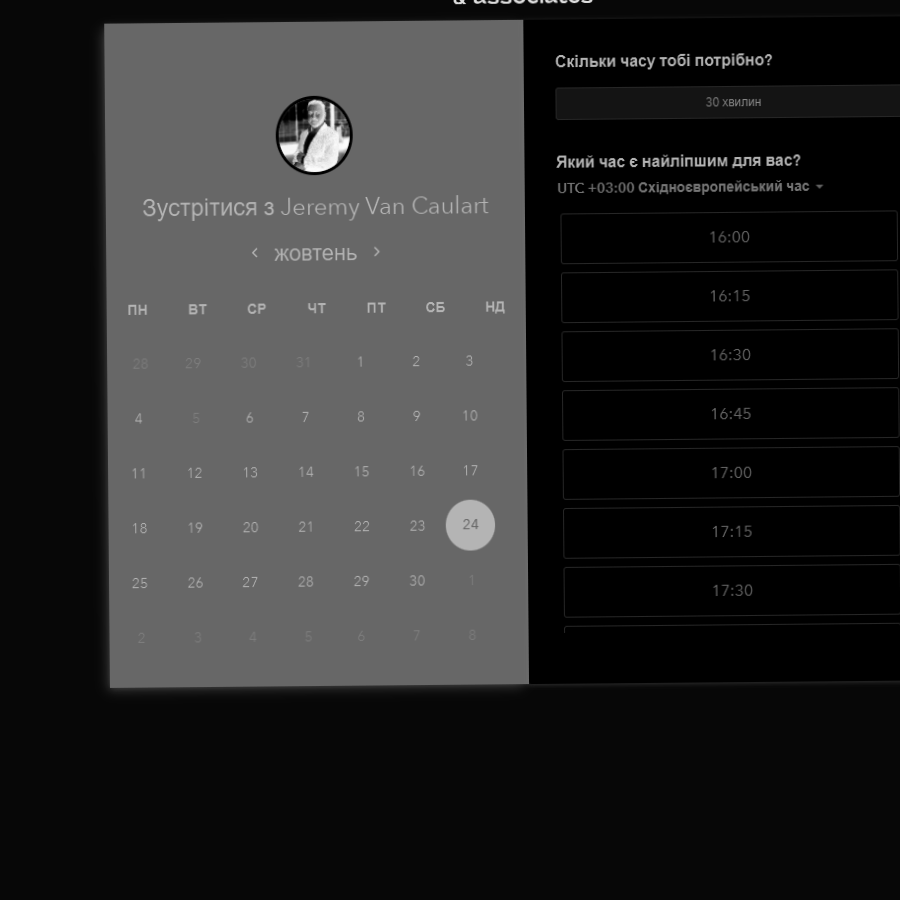 & associates
Зустрітися з Jeremy Van Caulart
‹ жовтень ›
ПН ВТ СР ЧТ ПТ СБ НД
28 29 30 31 1 2 3
4 5 6 7 8 9 10
11 12 13 14 15 16 17
18 19 20 21 22 23 24
25 26 27 28 29 30 1
2 3 4 5 6 7 8
Скільки часу тобі потрібно?
30 хвилин
Який час є найліпшим для вас?
UTC +03:00 Східноєвропейський час
16:00
16:15
16:30
16:45
17:00
17:15
17:30